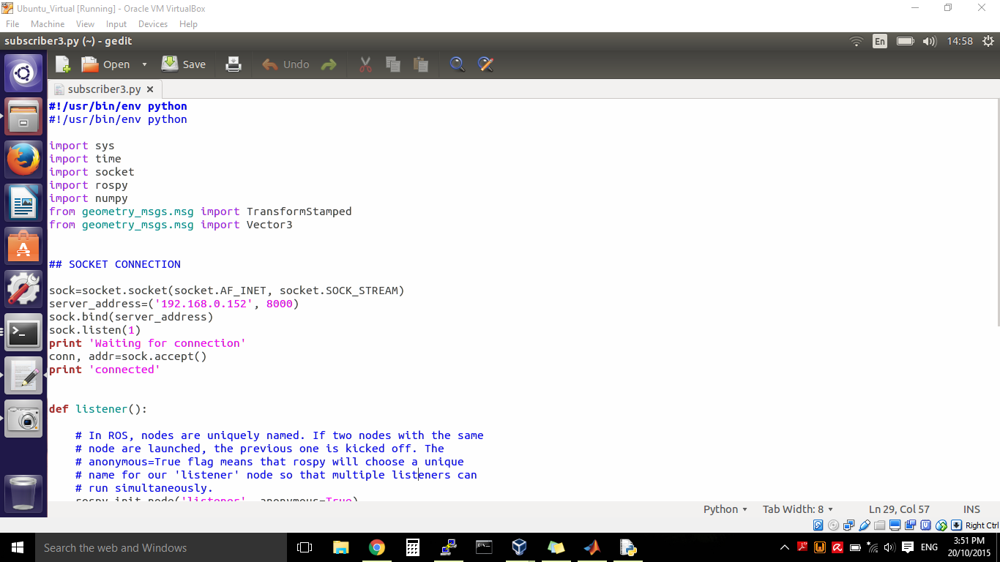 Ubuntu_Virtual [Running] - Oracle VM VirtualBox
File Machine View Input Devices Help
subscriber3.py (~) - gedit
En
14:58
Open
Save
Undo
subscriber3.py
#!/usr/bin/env python
#!/usr/bin/env python
import sys
import time
import socket
import rospy
import numpy
from geometry_msgs.msg import TransformStamped
from geometry_msgs.msg import Vector3
## SOCKET CONNECTION
sock=socket.socket(socket.AF_INET, socket.SOCK_STREAM)
server_address=('192.168.0.152', 8000)
sock.bind(server_address)
sock.listen(1)
print 'Waiting for connection'
conn, addr=sock.accept()
print 'connected'
def listener():
# In ROS, nodes are uniquely named. If two nodes with the same
# node are launched, the previous one is kicked off. The
# anonymous=True flag means that rospy will choose a unique
# name for our 'listener' node so that multiple listeners can
# run simultaneously.
rospy.init_node('listener', anonymous=True)
Python
Tab Width: 8
Ln 29, Col 57
INS
Right Ctrl
Search the web and Windows
ENG
3:51 PM
20/10/2015